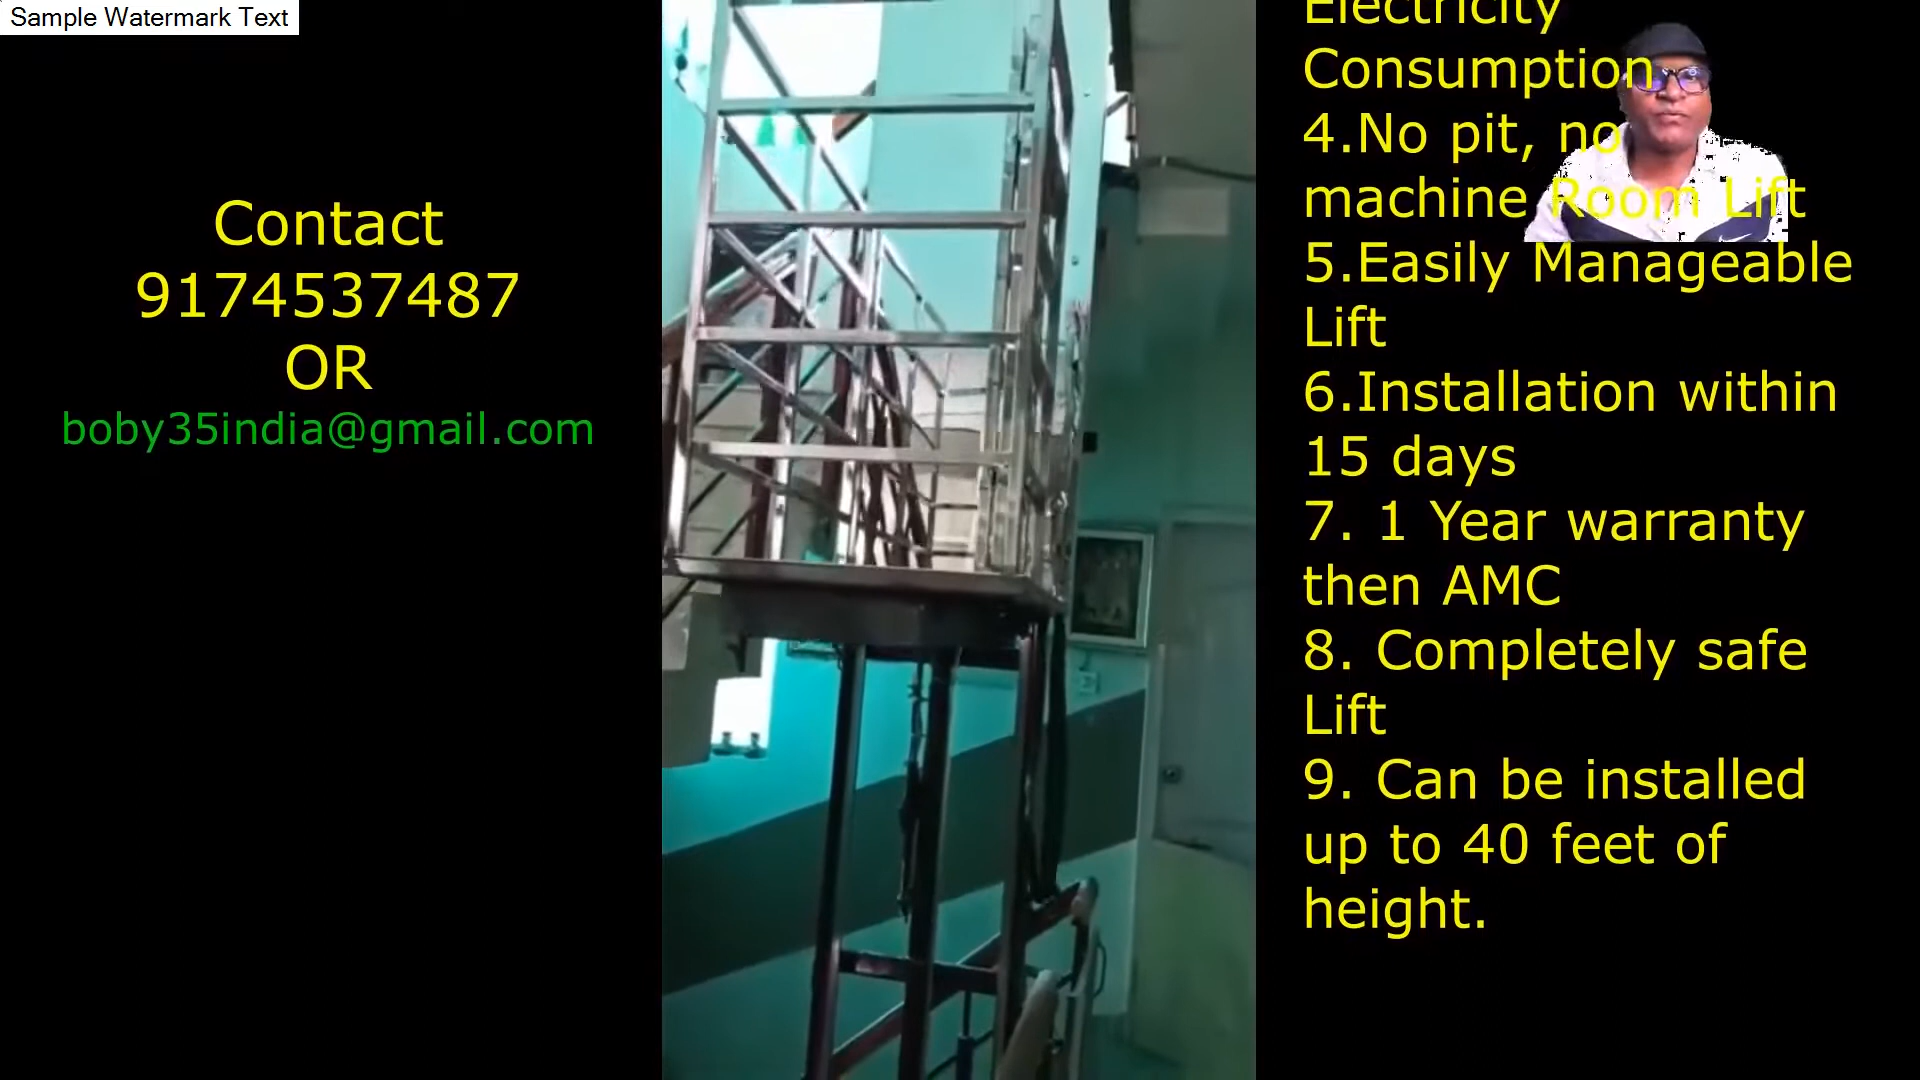 Sample Watermark Text
Contact
9174537487
OR
boby35india@gmail.com
Electricity
Consumption
4.No pit, no
machine Room Lift
5.Easily Manageable
Lift
6.Installation within
15 days
7. 1 Year warranty
then AMC
8. Completely safe
Lift
9. Can be installed
up to 40 feet of
height.